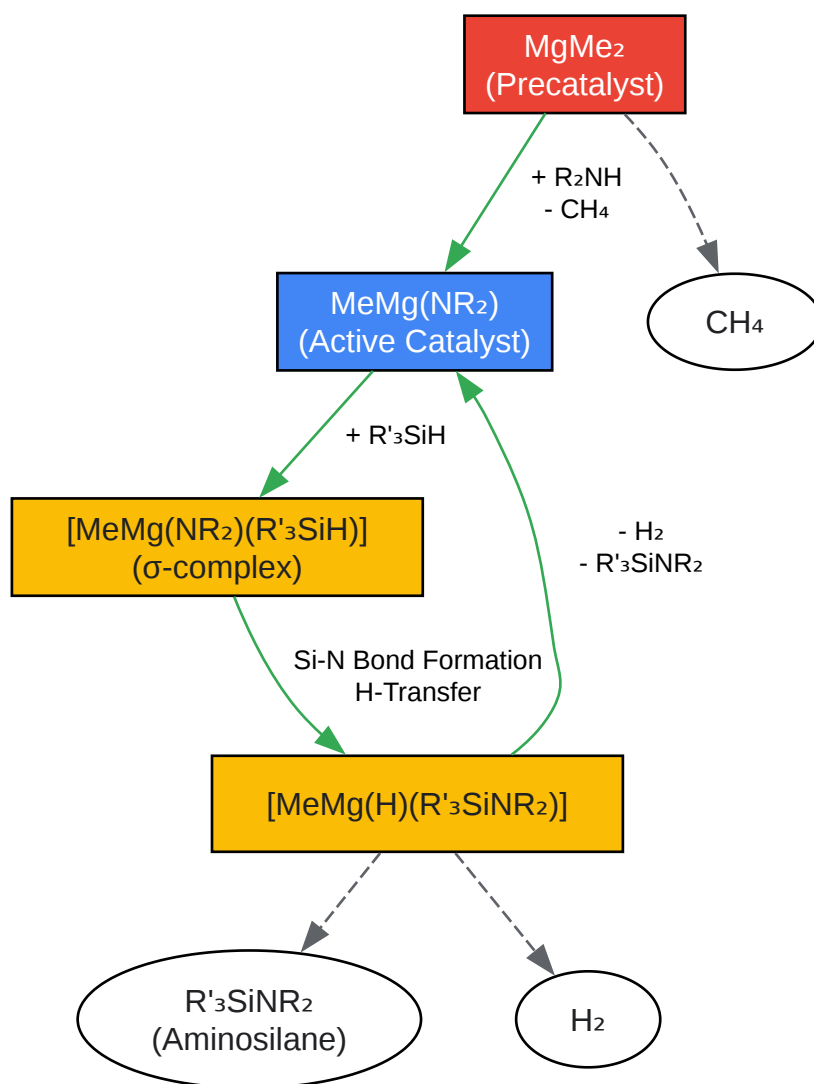 MgMe₂
(Precatalyst)
+ R₂NH
- CH₄
MeMg(NR₂)
(Active Catalyst)
CH₄
+ R'₃SiH
[MeMg(NR₂)(R'₃SiH)]
(σ-complex)
- H₂
- R'₃SiNR₂
Si-N Bond Formation
H-Transfer
[MeMg(H)(R'₃SiNR₂)]
R'₃SiNR₂
(Aminosilane)
H₂